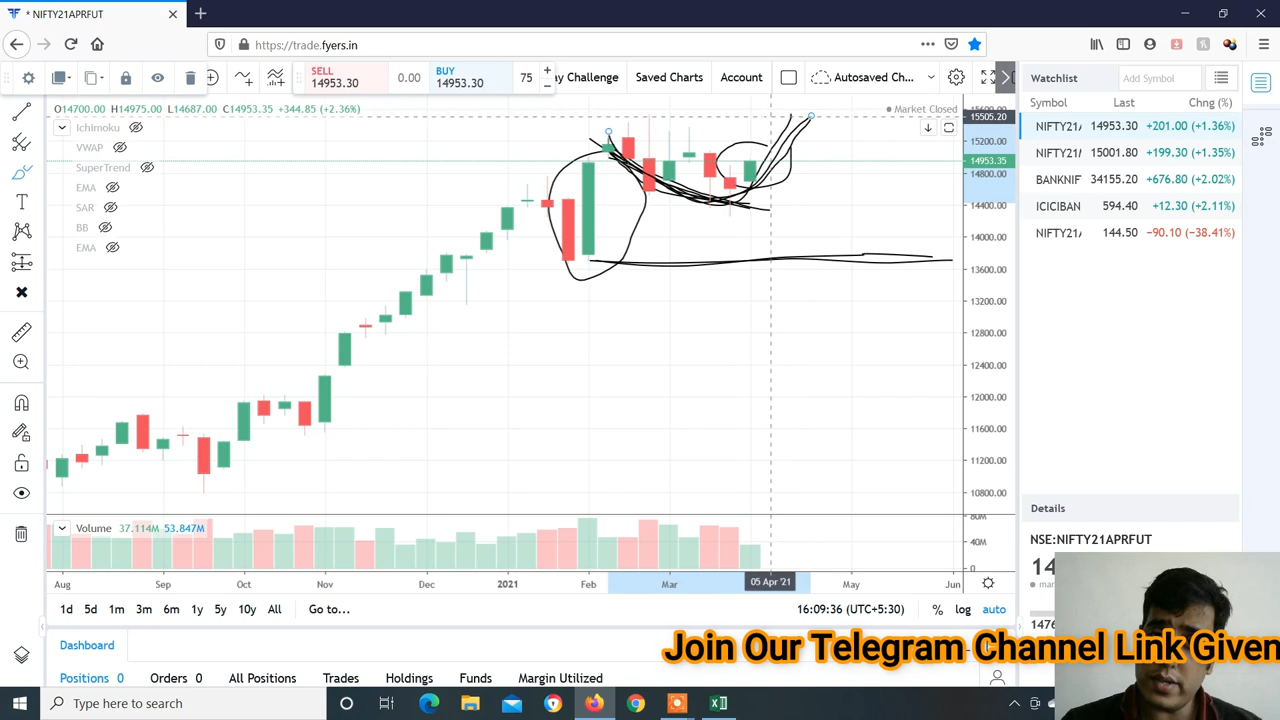 * NIFTY21APRFUT
https://trade.fyers.in
SELL
14953.30
0.00
BUY
14953.30
75
y Challenge
Saved Charts
Account
Autosaved Ch...
Watchlist
Add Symbol
Symbol Last Chng (%)
NIFTY21 14953.30 +201.00 (+1.36%)
NIFTY21 15001.80 +199.30 (+1.35%)
BANKNIF 34155.20 +676.80 (+2.02%)
ICICIBAN 594.40 +12.30 (+2.11%)
NIFTY21 144.50 −90.10 (−38.41%)
O14700.00 H14975.00 L14687.00 C14953.35 +344.85 (+2.36%)
Market Closed
Ichimoku
VWAP
SuperTrend
EMA
SAR
BB
EMA
15505.20
15200.00
14953.35
14800.00
14400.00
14000.00
13600.00
13200.00
12800.00
12400.00
12000.00
11600.00
11200.00
10800.00
Volume 37.114M 53.847M
80M
40M
0
Aug Sep Oct Nov Dec 2021 Feb Mar 05 Apr '21 May Jun
1d 5d 1m 3m 6m 1y 5y 10y All Go to...
16:09:36 (UTC+5:30) % log auto
Details
NSE:NIFTY21APRFUT
Dashboard
Positions 0 Orders 0 All Positions Trades Holdings Funds Margin Utilized
Join Our Telegram Channel Link Given
Type here to search